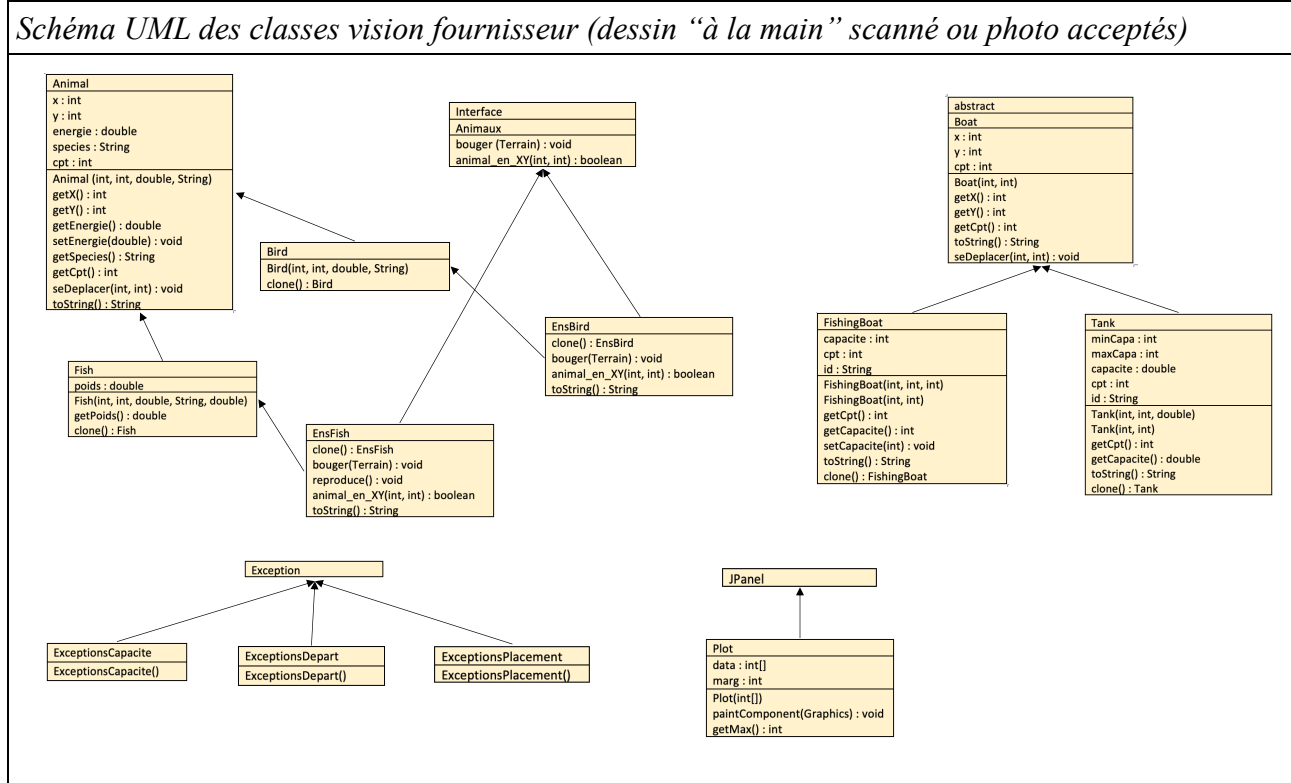 Schéma UML des classes vision fournisseur (dessin “à la main” scanné ou photo acceptés)
Animal
x : int
y : int
energie : double
species : String
cpt : int
Animal (int, int, double, String)
getX() : int
getY() : int
getEnergie() : double
setEnergie(double) : void
getSpecies() : String
getCpt() : int
seDeplacer(int, int) : void
toString() : String
Interface
Animaux
bouger (Terrain) : void
animal_en_XY(int, int) : boolean
abstract
Boat
x : int
y : int
cpt : int
Boat(int, int)
getX() : int
getY() : int
getCpt() : int
toString() : String
seDeplacer(int, int) : void
Bird
Bird(int, int, double, String)
clone() : Bird
EnsBird
clone() : EnsBird
bouger(Terrain) : void
animal_en_XY(int, int) : boolean
toString() : String
Fish
poids : double
Fish(int, int, double, String, double)
getPoids() : double
clone() : Fish
EnsFish
clone() : EnsFish
bouger(Terrain) : void
reproduce() : void
animal_en_XY(int, int) : boolean
toString() : String
FishingBoat
capacite : int
cpt : int
id : String
FishingBoat(int, int, int)
FishingBoat(int, int)
getCpt() : int
getCapacite() : int
setCapacite(int) : void
toString() : String
clone() : FishingBoat
Tank
minCapa : int
maxCapa : int
capacite : double
cpt : int
id : String
Tank(int, int, double)
Tank(int, int)
getCpt() : int
getCapacite() : double
toString() : String
clone() : Tank
Exception
ExceptionsCapacite
ExceptionsCapacite()
ExceptionsDepart
ExceptionsDepart()
ExceptionsPlacement
ExceptionsPlacement()
JPanel
Plot
data : int[]
marg : int
Plot(int[])
paintComponent(Graphics) : void
getMax() : int